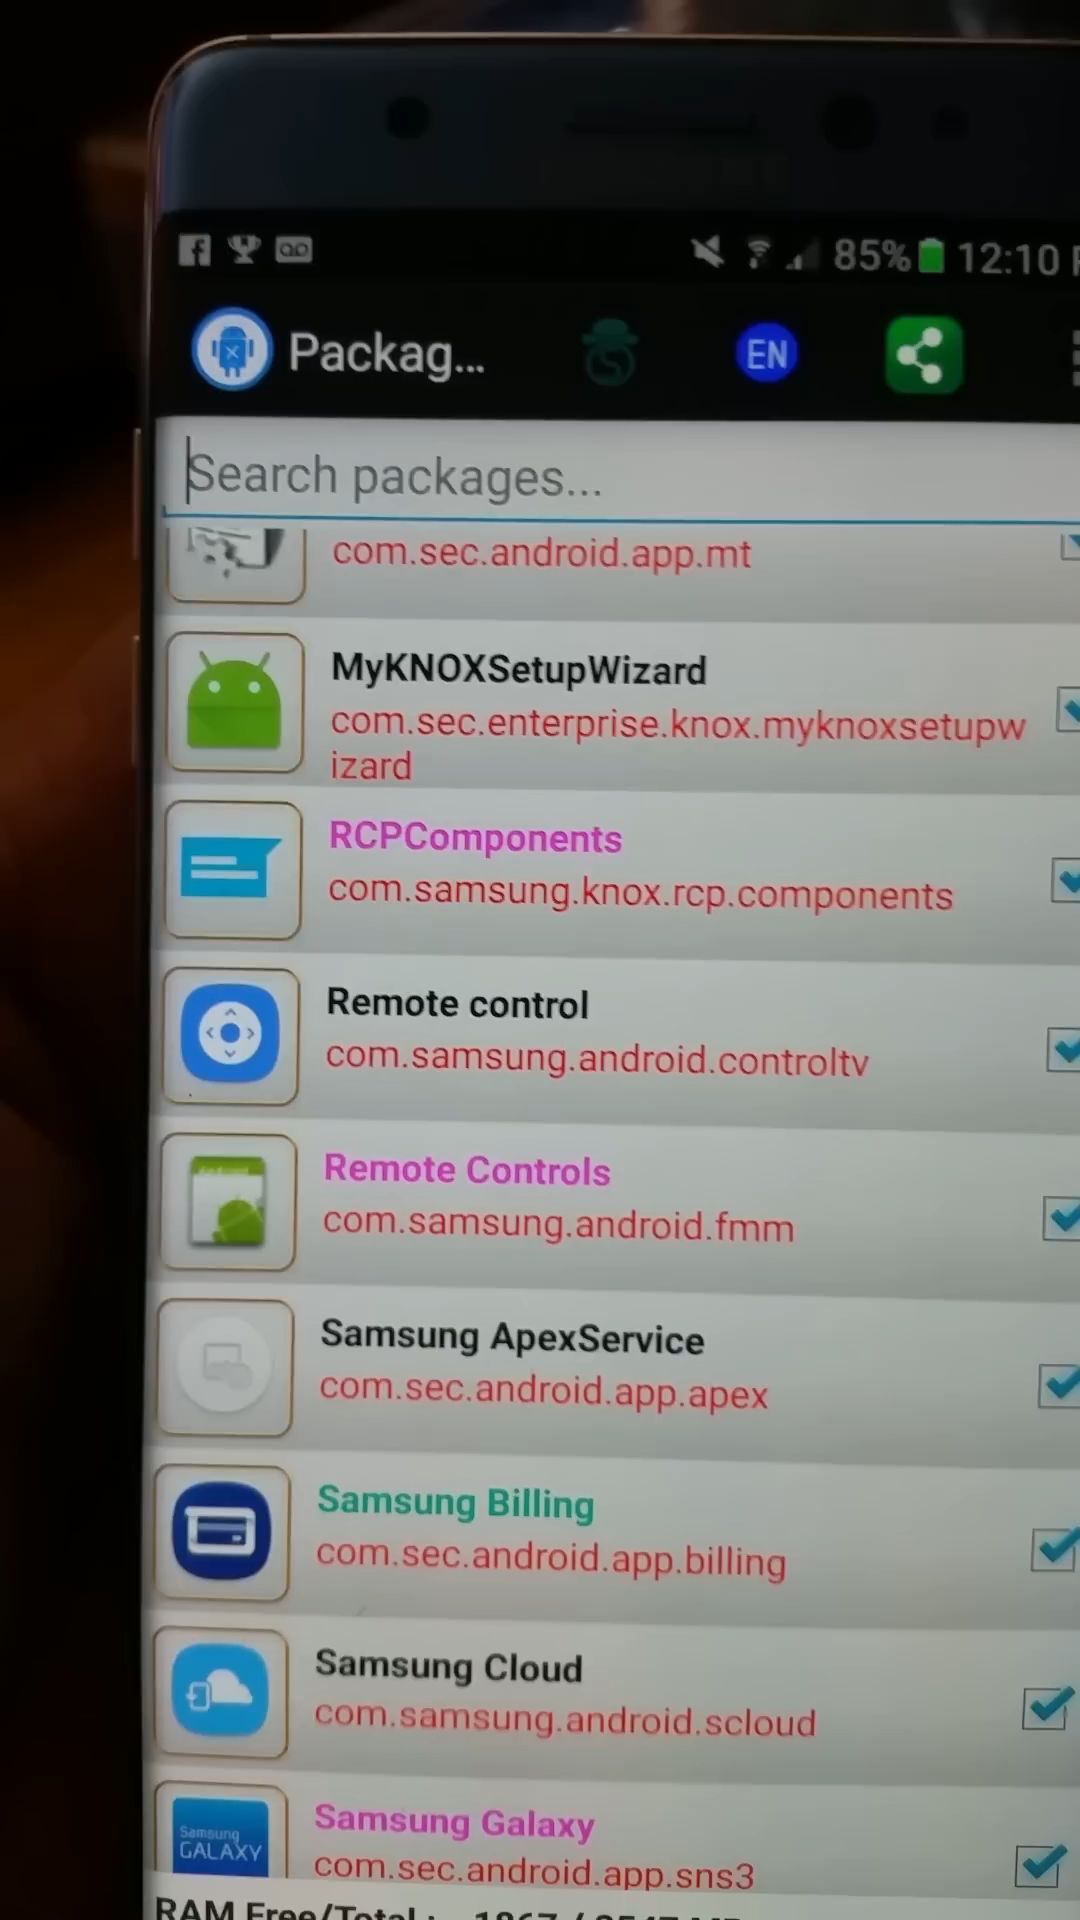 85% 12:10
Packag...
EN
Search packages...
com.sec.android.app.mt
MyKNOXSetupWizard
com.sec.enterprise.knox.myknoxsetupw
izard
RCPComponents
com.samsung.knox.rcp.components
Remote control
com.samsung.android.controltv
Remote Controls
com.samsung.android.fmm
Samsung ApexService
com.sec.android.app.apex
Samsung Billing
com.sec.android.app.billing
Samsung Cloud
com.samsung.android.scloud
Samsung Galaxy
Samsung
GALAXY
com.sec.android.app.sns3
RAM Free/Total :